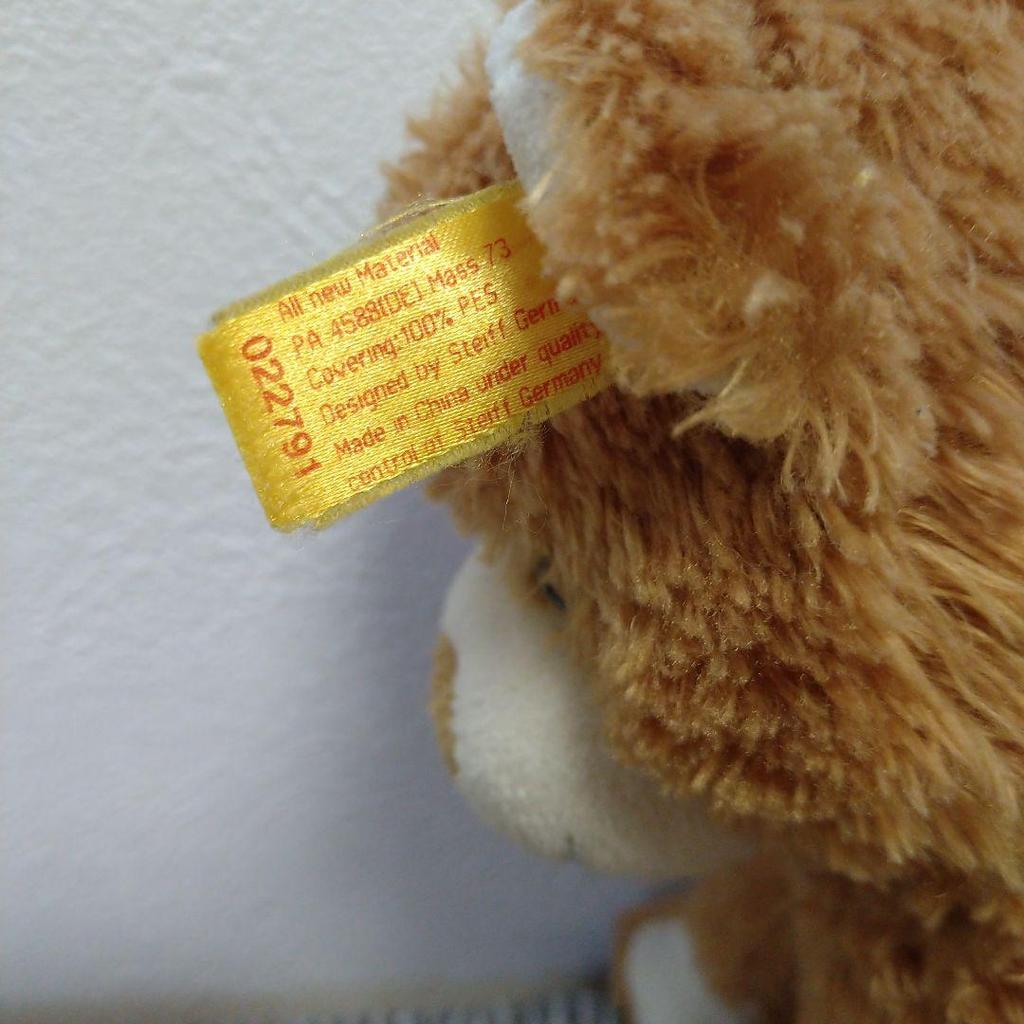 All new Material
PA 4588(DE) Mass 73
Covering:100% PES
Designed by Steiff
Made in China under quality
control of Steiff Germany
022791